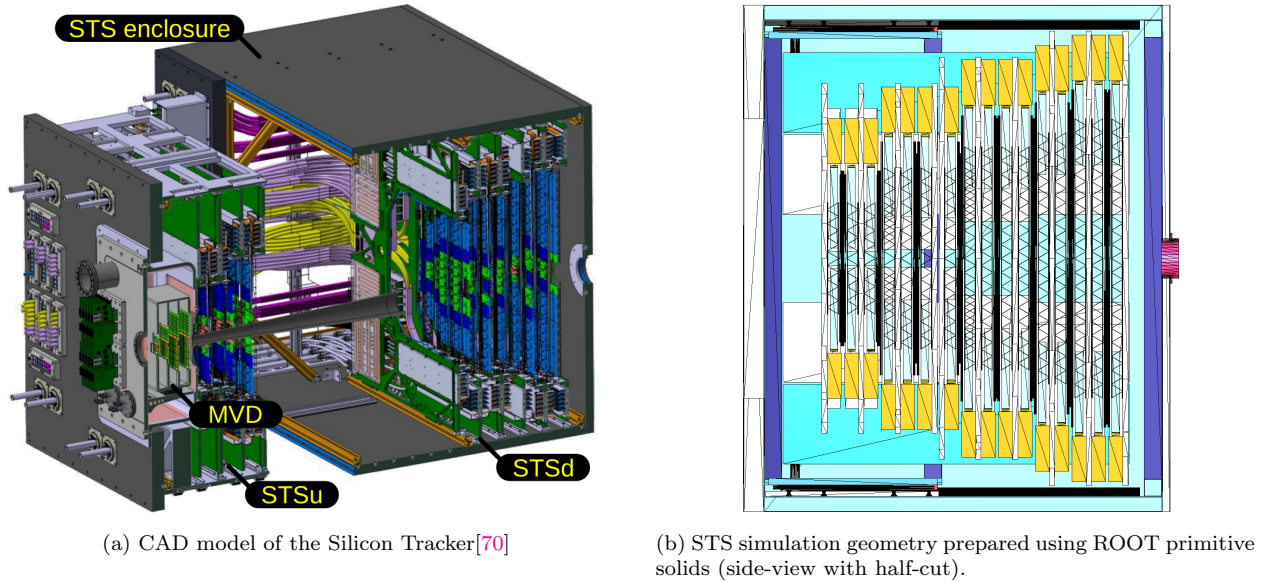 STS enclosure
MVD
STSd
STSu
(a) CAD model of the Silicon Tracker[70]
(b) STS simulation geometry prepared using ROOT primitive
solids (side-view with half-cut).